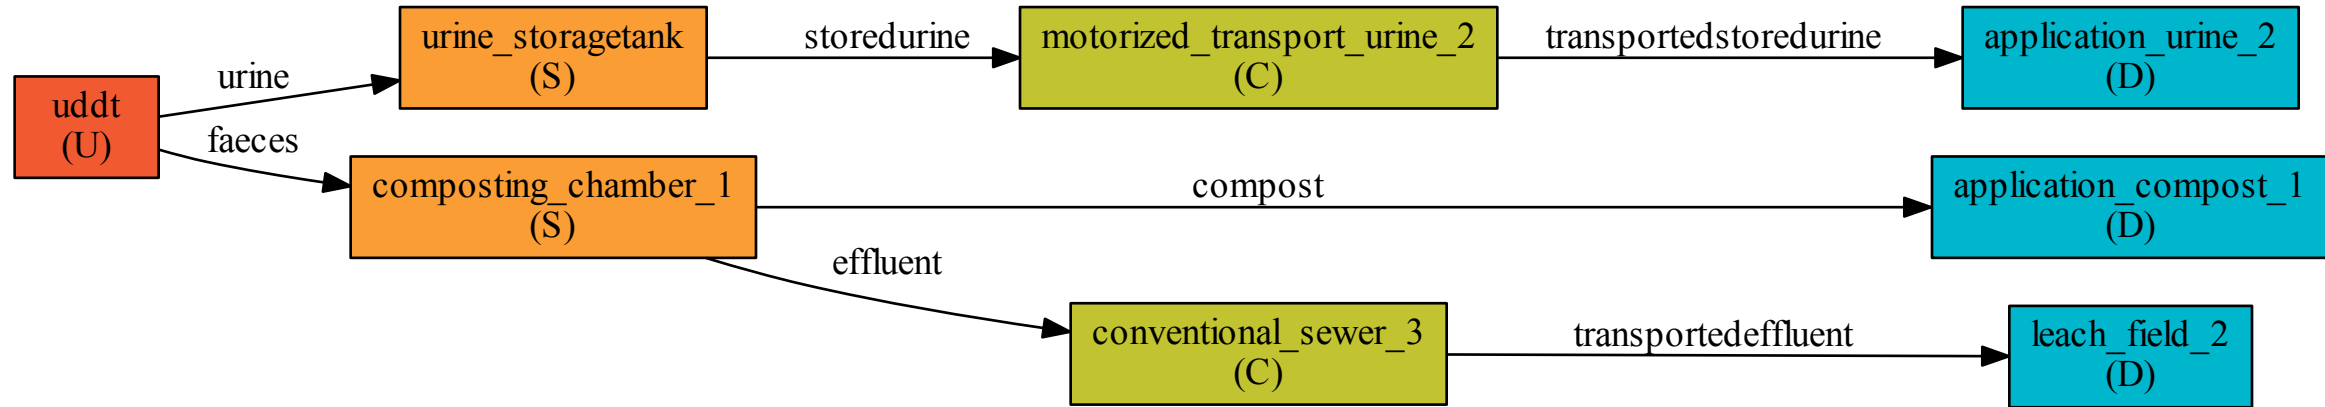 uddt
(U)
urine
faeces
urine_storagetank
(S)
storedurine
motorized_transport_urine_2
(C)
transportedstoredurine
application_urine_2
(D)
composting_chamber_1
(S)
compost
application_compost_1
(D)
effluent
conventional_sewer_3
(C)
transportedeffluent
leach_field_2
(D)